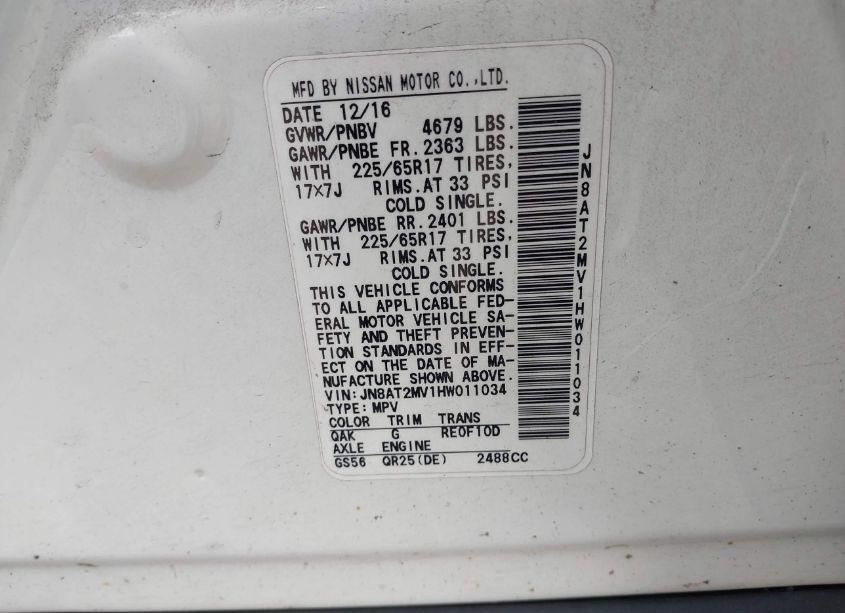 MFD BY NISSAN MOTOR CO.,LTD.
DATE 12/16
GVWR/PNBV 4679 LBS.
GAWR/PNBE FR. 2363 LBS.
WITH 225/65R17 TIRES,
17X7J RIMS.AT 33 PSI
COLD SINGLE.
GAWR/PNBE RR. 2401 LBS.
WITH 225/65R17 TIRES,
17X7J RIMS.AT 33 PSI
COLD SINGLE.
THIS VEHICLE CONFORMS
TO ALL APPLICABLE FED-
ERAL MOTOR VEHICLE SA-
FETY AND THEFT PREVEN-
TION STANDARDS IN EFF-
ECT ON THE DATE OF MA-
NUFACTURE SHOWN ABOVE.
VIN:JN8AT2MV1HW011034
TYPE:MPV
COLOR TRIM TRANS
QAK G RE0F10D
AXLE ENGINE
GS56 QR25(DE) 2488CC
JN8AT2MV1HW011034